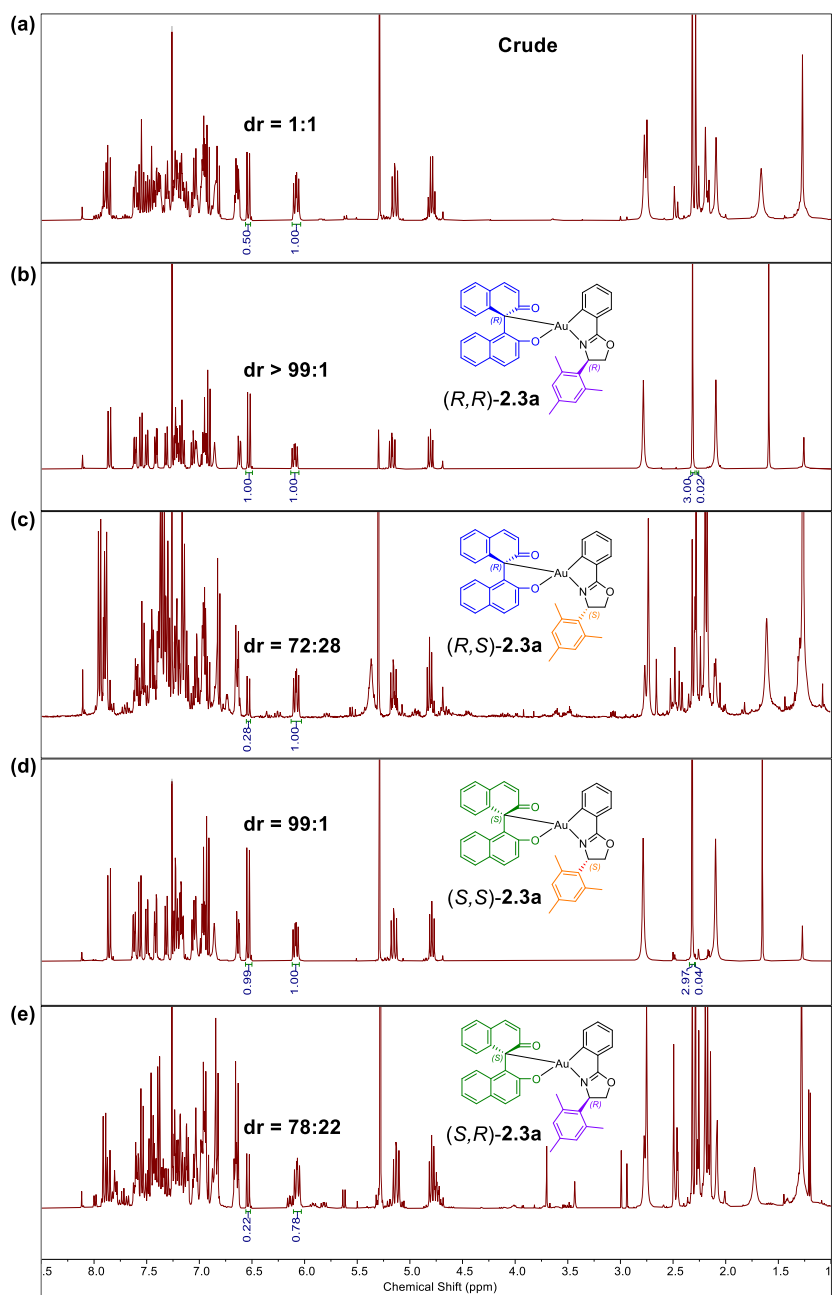 (a)
Crude
dr = 1:1
0.50
1.00
(b)
dr > 99:1
O
(R)
Au
O
N
O
(R)
(R,R)-2.3a
1.00
1.00
3.00
0.02
(c)
dr = 72:28
O
(R)
Au
O
N
O
(S)
(R,S)-2.3a
0.28
1.00
(d)
dr = 99:1
O
(S)
Au
O
N
O
(S)
(S,S)-2.3a
0.99
1.00
2.97
0.04
(e)
dr = 78:22
O
(S)
Au
O
N
O
(R)
(S,R)-2.3a
0.22
0.78
.5 8.0 7.5 7.0 6.5 6.0 5.5 5.0 4.5 4.0 3.5 3.0 2.5 2.0 1.5 1
Chemical Shift (ppm)